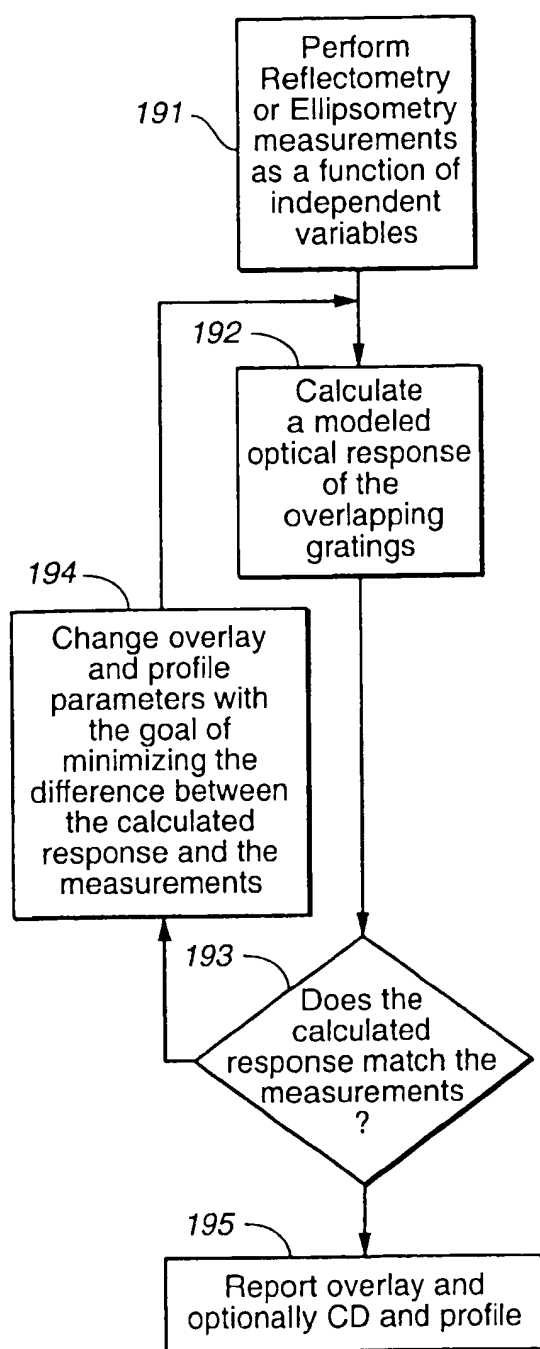 191
Perform
Reflectometry
or Ellipsometry
measurements
as a function of
independent
variables
192
Calculate
a modeled
optical response
of the
overlapping
gratings
194
Change overlay
and profile
parameters with
the goal of
minimizing the
difference between
the calculated
response and the
measurements
193
Does the
calculated
response match the
measurements
?
195
Report overlay and
optionally CD and profile